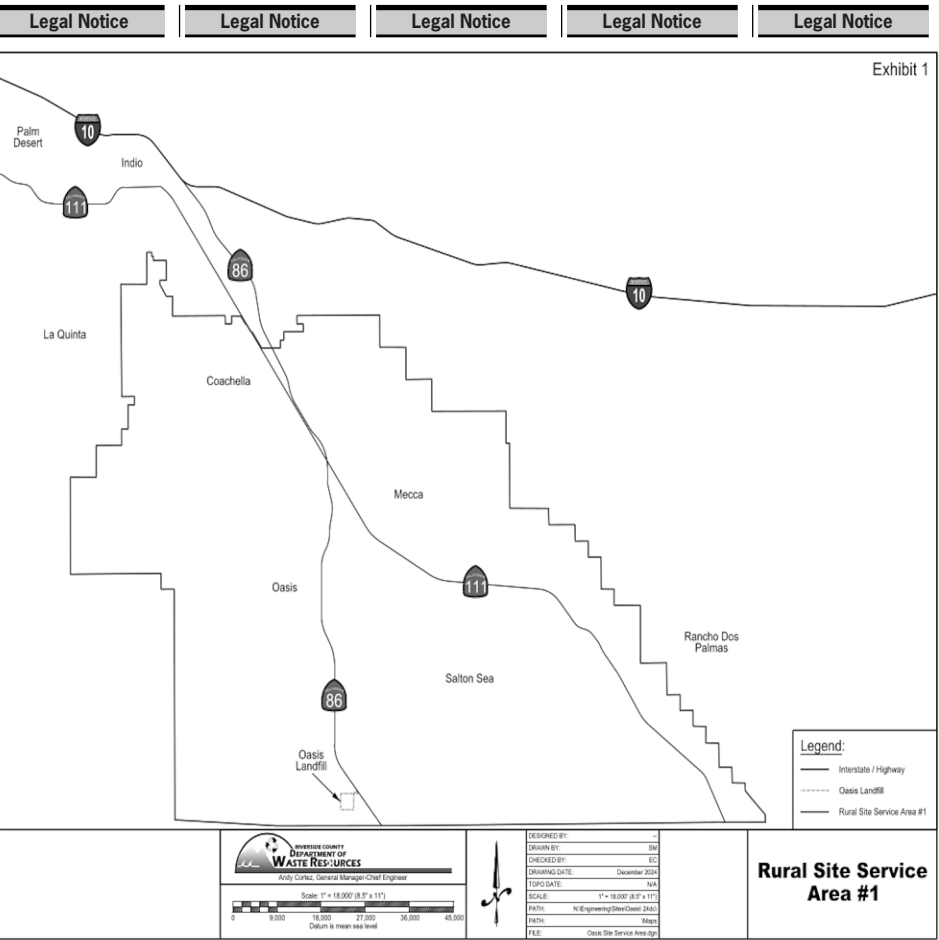 Legal Notice
Legal Notice
Legal Notice
Legal Notice
Legal Notice
Exhibit 1
Palm
Desert
10
Indio
111
86
10
La Quinta
Coachella
Mecca
Oasis
111
Rancho Dos
Palmas
Salton Sea
86
Oasis
Landfill
Legend:
Interstate / Highway
Oasis Landfill
Rural Site Service Area #1
RIVERSIDE COUNTY
DEPARTMENT OF
WASTE RESOURCES
Andy Cortez, General Manager-Chief Engineer
Scale: 1" = 18,000' (8.5" x 11")
0 9,000 18,000 27,000 36,000 45,000
Datum is mean sea level
DESIGNED BY: --
DRAWN BY: SM
CHECKED BY: EC
DRAWING DATE: December 2024
TOPO DATE: N/A
SCALE: 1" = 18,000' (8.5" x 11")
PATH:
PATH: \Maps
FILE: Oasis Site Service Area.dgn
Rural Site Service
Area #1